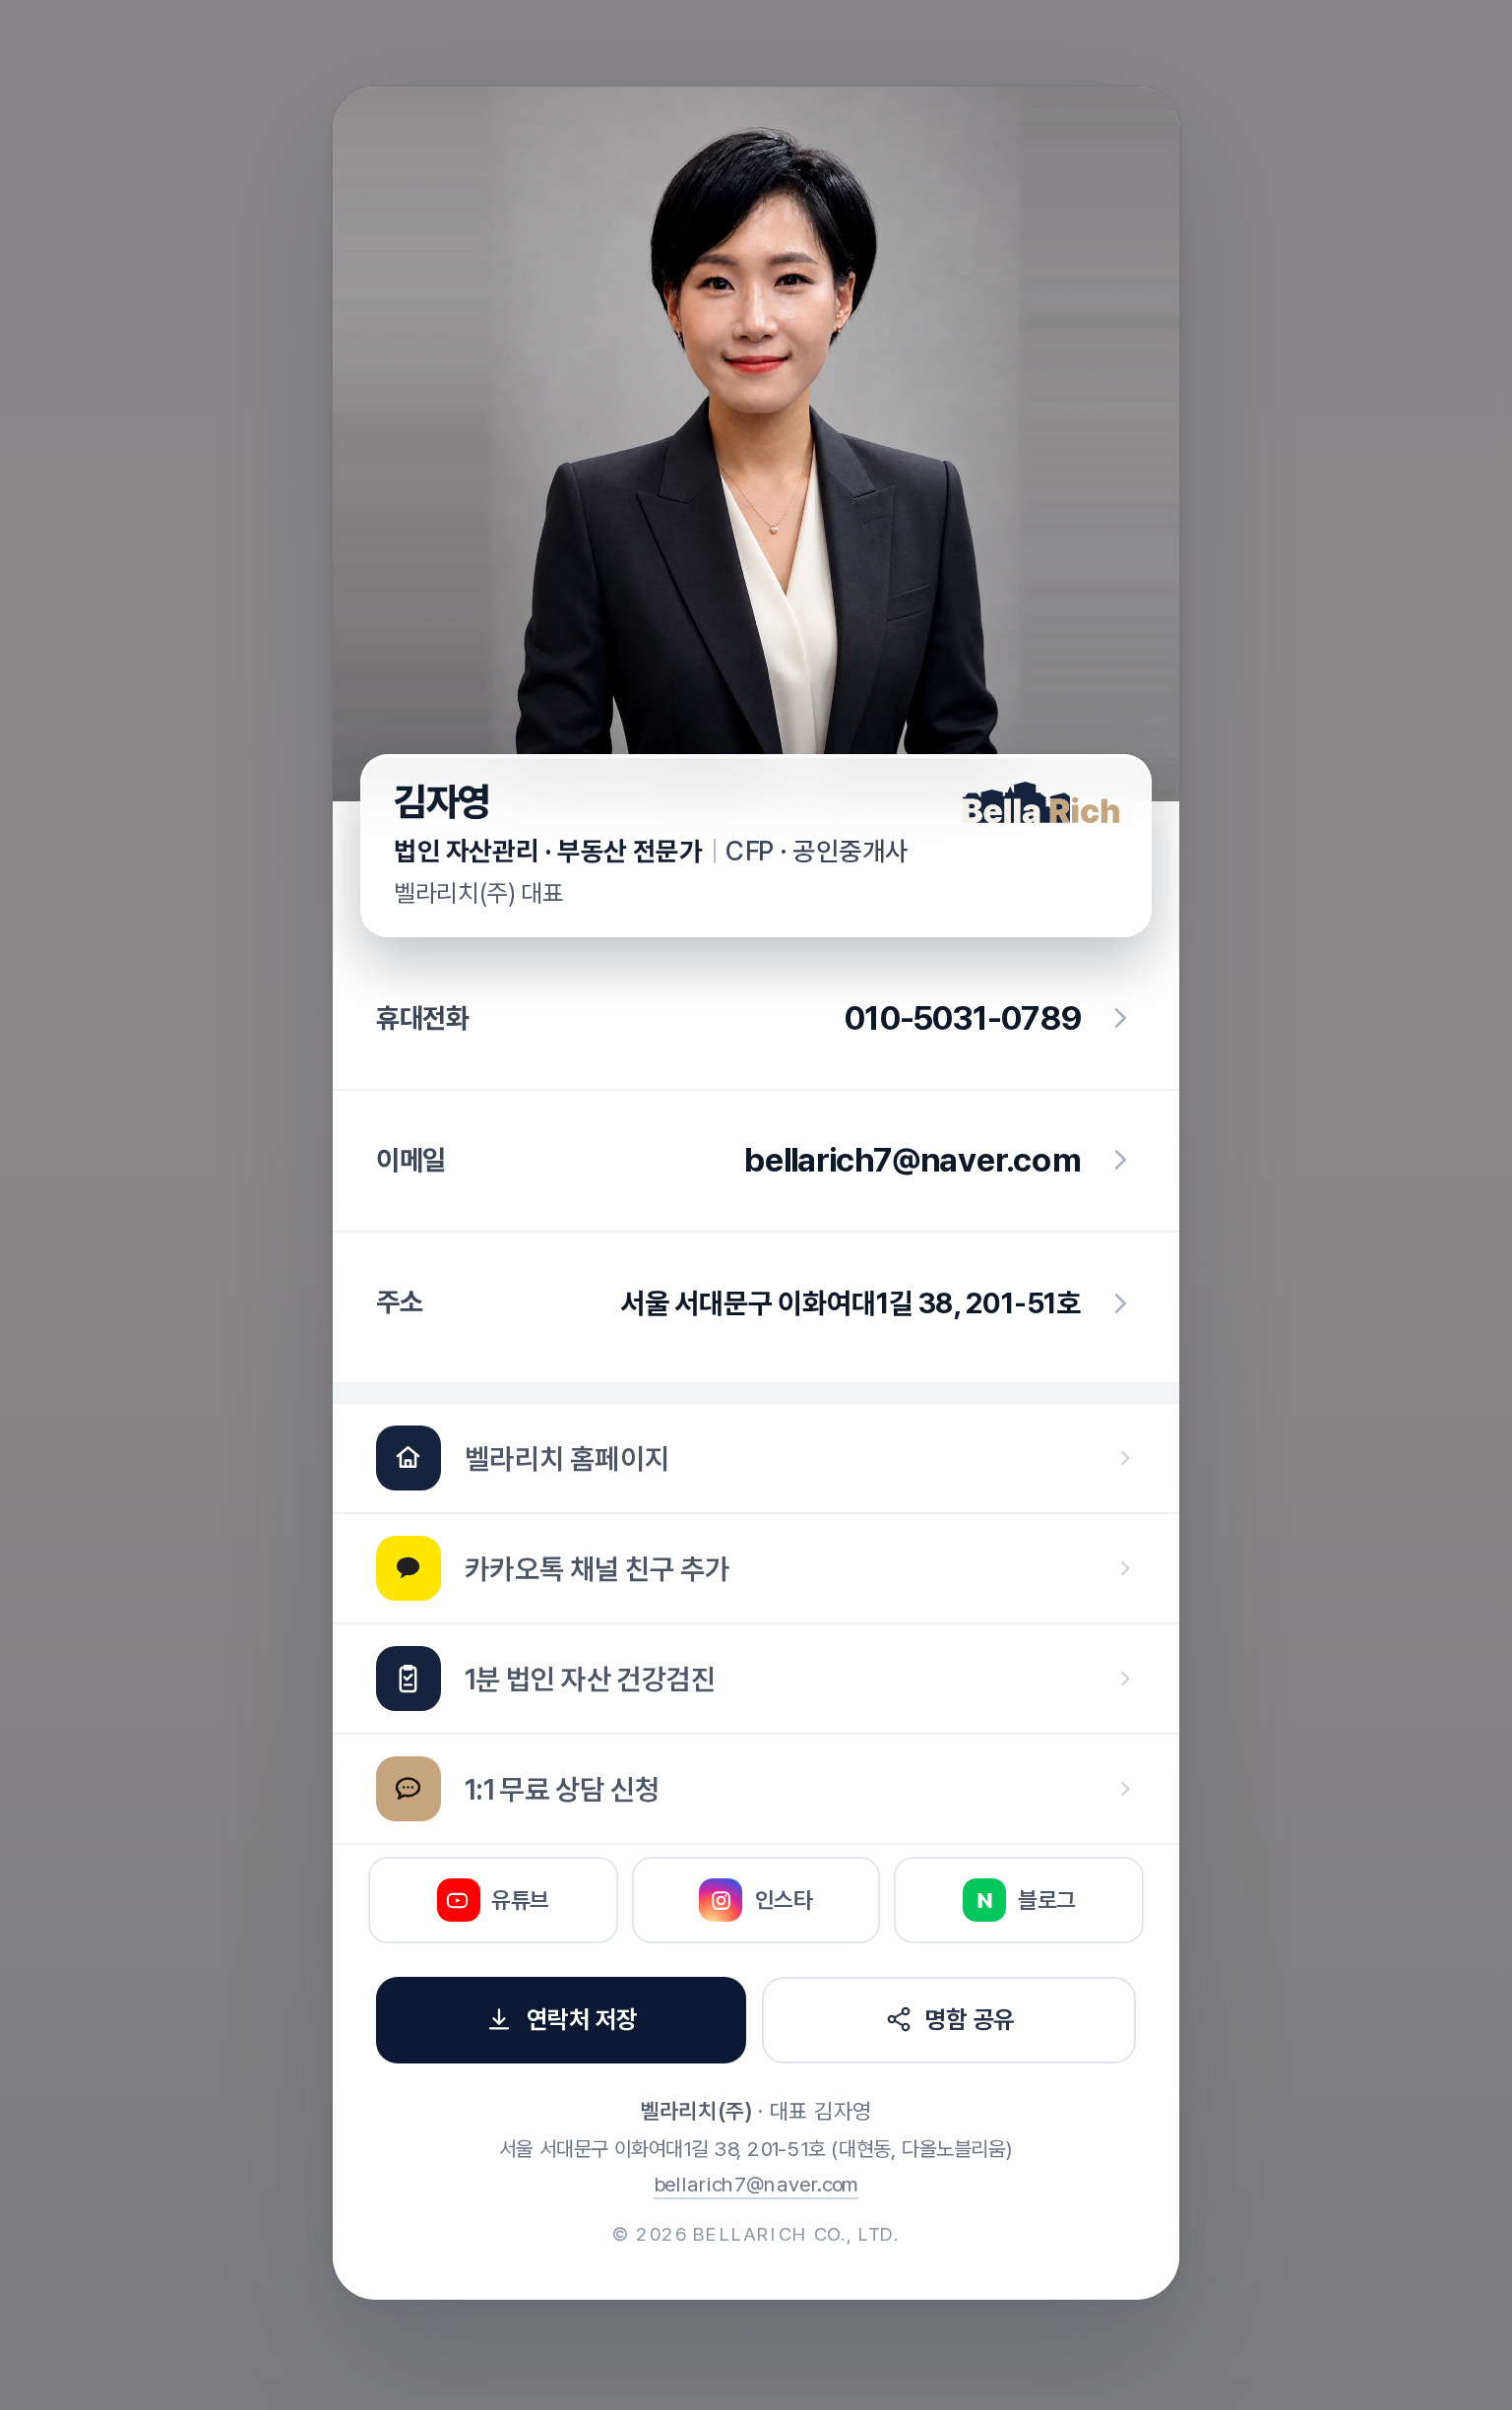 김자영
Bella Rich
법인 자산관리 · 부동산 전문가 | CFP · 공인중개사
벨라리치(주) 대표
휴대전화 010-5031-0789
이메일 bellarich7@naver.com
주소 서울 서대문구 이화여대1길 38, 201-51호
벨라리치 홈페이지
카카오톡 채널 친구 추가
1분 법인 자산 건강검진
1:1 무료 상담 신청
유튜브 인스타 N 블로그
연락처 저장 명함 공유
벨라리치(주) · 대표 김자영
서울 서대문구 이화여대1길 38, 201-51호 (대현동, 다올노블리움)
bellarich7@naver.com
© 2026 BELLARICH CO., LTD.